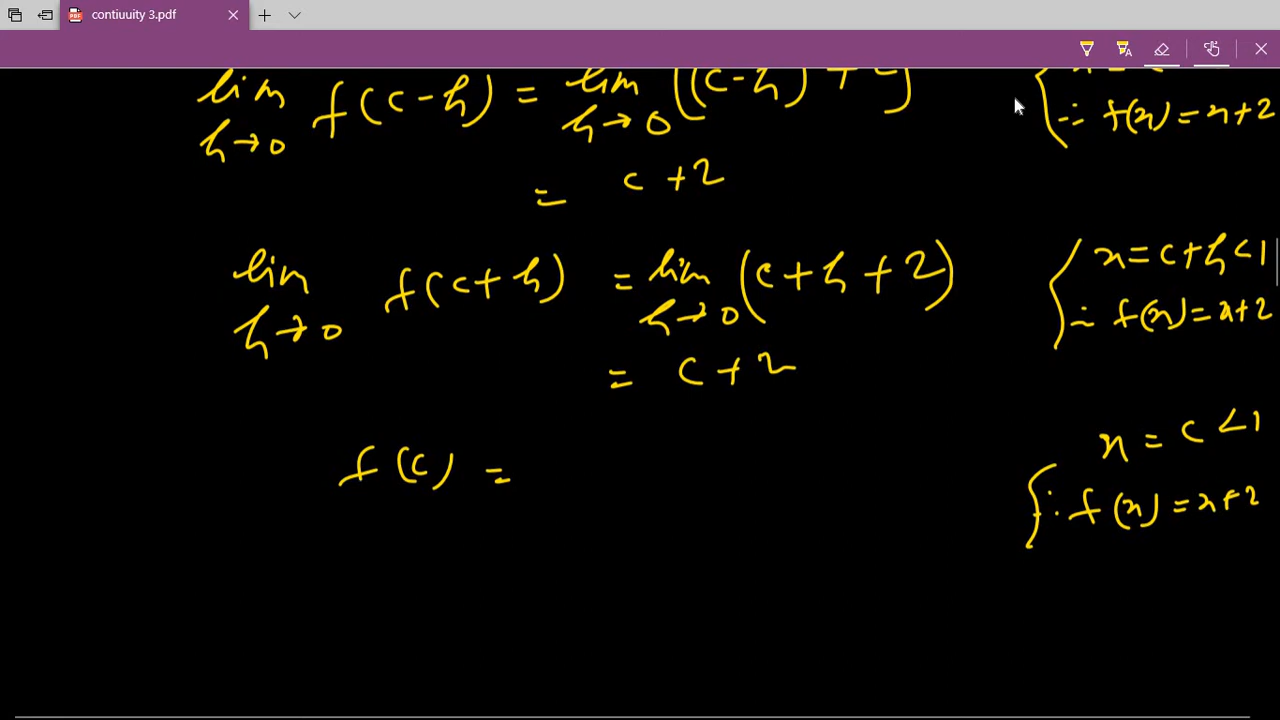 contiuuity 3.pdf
lim f(c-h) = lim ((c-h) +
h→0 h→0
∴ f(x) = x+2
= c+2
lim f(c+h) = lim (c+h+2)
h→0 h→0
x = c+h<1
∴ f(x) = x+2
= c+2
x = c <1
f(c) =
∴ f(x) = x+2